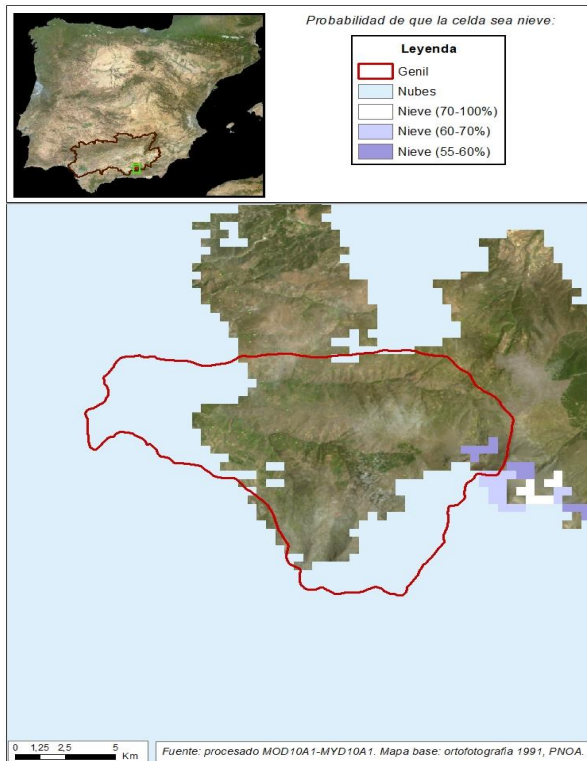 Probabilidad de que la celda sea nieve:
Leyenda
Genil
Nubes
Nieve (70-100%)
Nieve (60-70%)
Nieve (55-60%)
0 1,25 2,5 5
Km
Fuente: procesado MOD10A1-MYD10A1. Mapa base: ortofotografía 1991, PNOA.